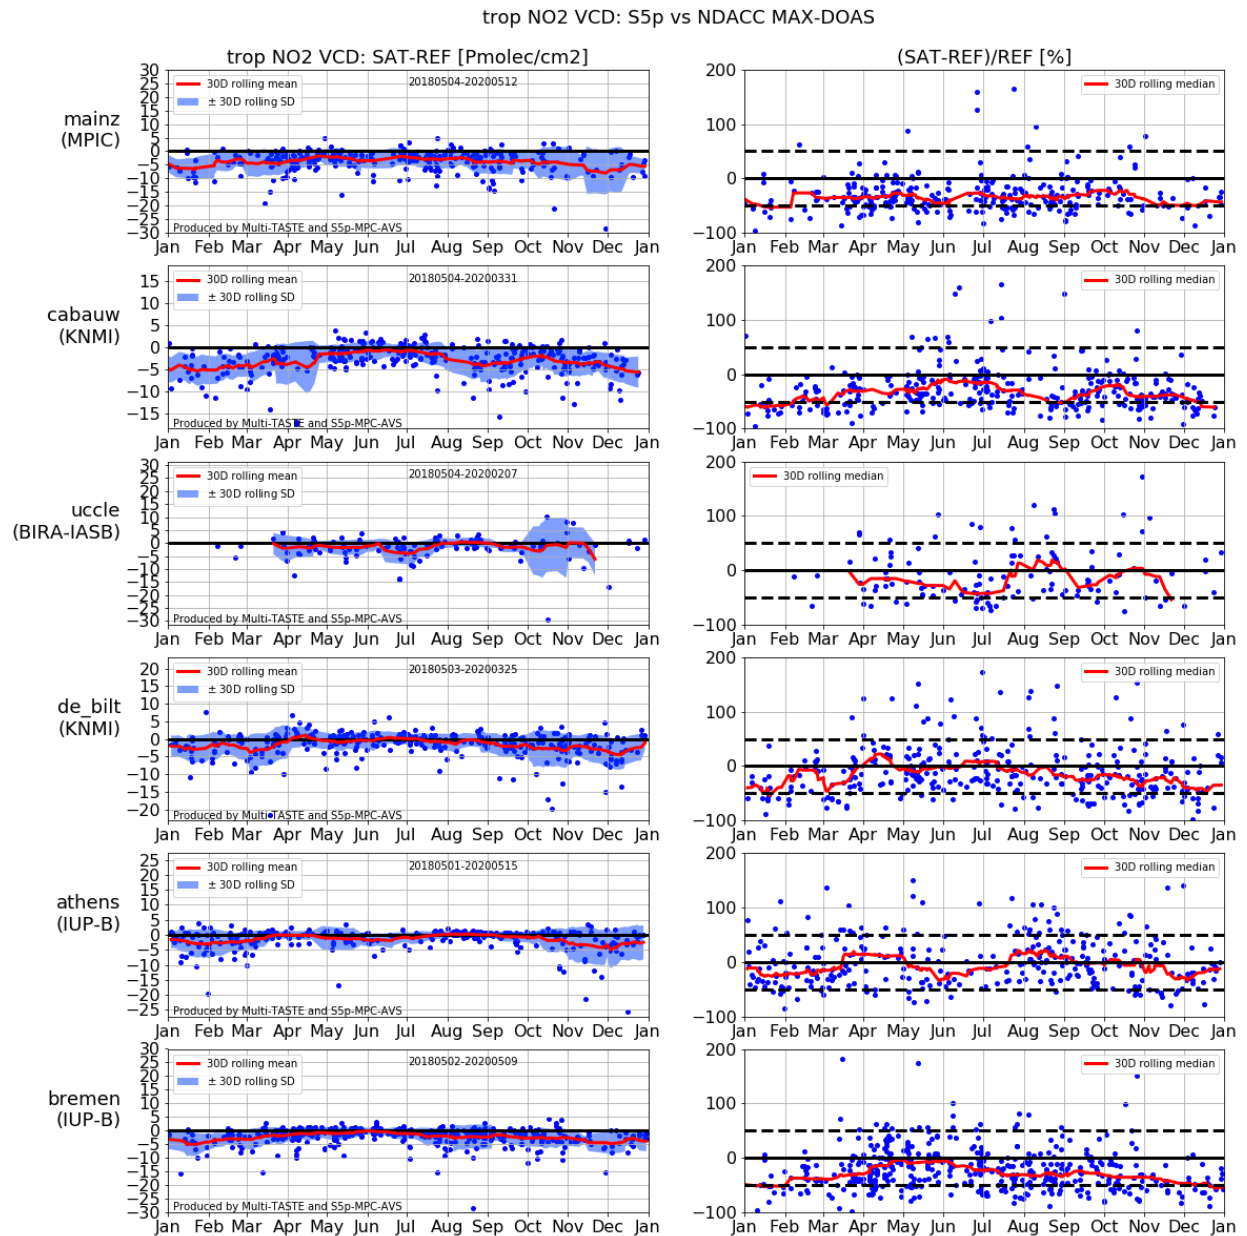 trop NO2 VCD: S5p vs NDACC MAX-DOAS
trop NO2 VCD: SAT-REF [Pmolec/cm2]
(SAT-REF)/REF [%]
mainz
(MPIC)
30
25
20
15
10
5
0
−5
−10
−15
−20
−25
−30
30D rolling mean
± 30D rolling SD
20180504-20200512
Produced by Multi-TASTE and S5p-MPC-AVS
Jan Feb Mar Apr May Jun Jul Aug Sep Oct Nov Dec Jan
200
100
0
−100
30D rolling median
Jan Feb Mar Apr May Jun Jul Aug Sep Oct Nov Dec Jan
cabauw
(KNMI)
15
10
5
0
−5
−10
−15
30D rolling mean
± 30D rolling SD
20180504-20200331
Produced by Multi-TASTE and S5p-MPC-AVS
Jan Feb Mar Apr May Jun Jul Aug Sep Oct Nov Dec Jan
200
100
0
−100
30D rolling median
Jan Feb Mar Apr May Jun Jul Aug Sep Oct Nov Dec Jan
uccle
(BIRA-IASB)
30
25
20
15
10
5
0
−5
−10
−15
−20
−25
−30
30D rolling mean
± 30D rolling SD
20180504-20200207
Produced by Multi-TASTE and S5p-MPC-AVS
Jan Feb Mar Apr May Jun Jul Aug Sep Oct Nov Dec Jan
200
100
0
−100
30D rolling median
Jan Feb Mar Apr May Jun Jul Aug Sep Oct Nov Dec Jan
de_bilt
(KNMI)
20
15
10
5
0
−5
−10
−15
−20
30D rolling mean
± 30D rolling SD
20180503-20200325
Produced by Multi-TASTE and S5p-MPC-AVS
Jan Feb Mar Apr May Jun Jul Aug Sep Oct Nov Dec Jan
200
100
0
−100
30D rolling median
Jan Feb Mar Apr May Jun Jul Aug Sep Oct Nov Dec Jan
athens
(IUP-B)
25
20
15
10
5
0
−5
−10
−15
−20
−25
30D rolling mean
± 30D rolling SD
20180501-20200515
Produced by Multi-TASTE and S5p-MPC-AVS
Jan Feb Mar Apr May Jun Jul Aug Sep Oct Nov Dec Jan
200
100
0
−100
30D rolling median
Jan Feb Mar Apr May Jun Jul Aug Sep Oct Nov Dec Jan
bremen
(IUP-B)
30
25
20
15
10
5
0
−5
−10
−15
−20
−25
−30
30D rolling mean
± 30D rolling SD
20180502-20200509
Produced by Multi-TASTE and S5p-MPC-AVS
Jan Feb Mar Apr May Jun Jul Aug Sep Oct Nov Dec Jan
200
100
0
−100
30D rolling median
Jan Feb Mar Apr May Jun Jul Aug Sep Oct Nov Dec Jan